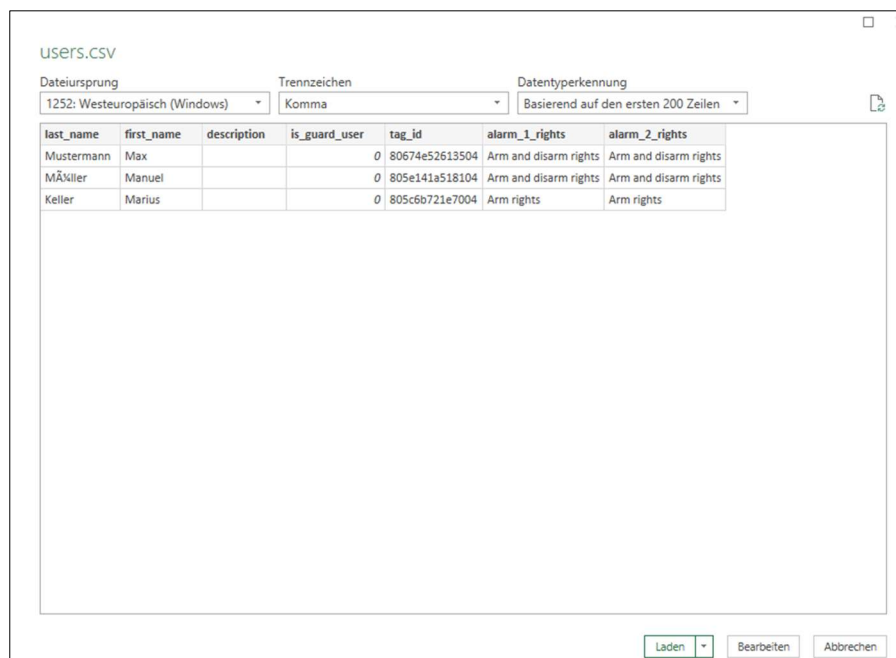 users.csv
Dateiursprung Trennzeichen Datentyperkennung
1252: Westeuropäisch (Windows) Komma Basierend auf den ersten 200 Zeilen
last_name first_name description is_guard_user tag_id alarm_1_rights alarm_2_rights
Mustermann Max 0 80674e52613504 Arm and disarm rights Arm and disarm rights
MÃ¼ller Manuel 0 805e141a518104 Arm and disarm rights Arm and disarm rights
Keller Marius 0 805c6b721e7004 Arm rights Arm rights
Laden Bearbeiten Abbrechen